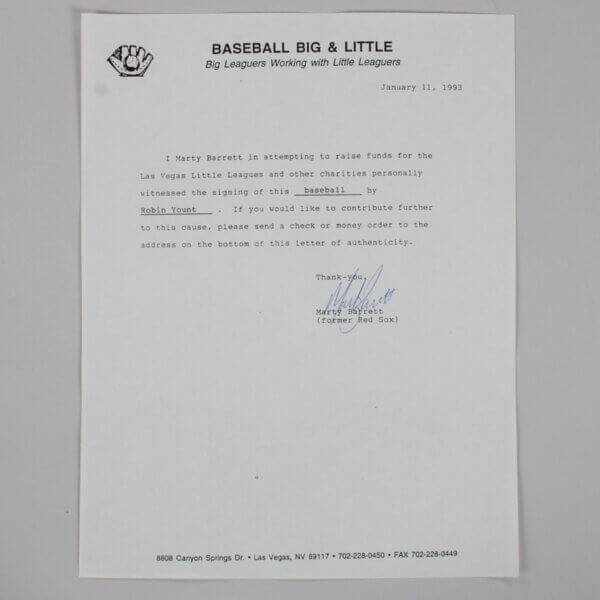 BASEBALL BIG & LITTLE
Big Leaguers Working with Little Leaguers
January 11, 1993
I Marty Barrett in attempting to raise funds for the
Las Vegas Little Leagues and other charities personally
witnessed the signing of this baseball by
Robin Yount . If you would like to contribute further
to this cause, please send a check or money order to the
address on the bottom of this letter of authenticity.
Thank-you,
Marty Barrett
Marty Barrett
(former Red Sox)
8808 Canyon Springs Dr. • Las Vegas, NV 89117 • 702-228-0450 • FAX 702-228-0449